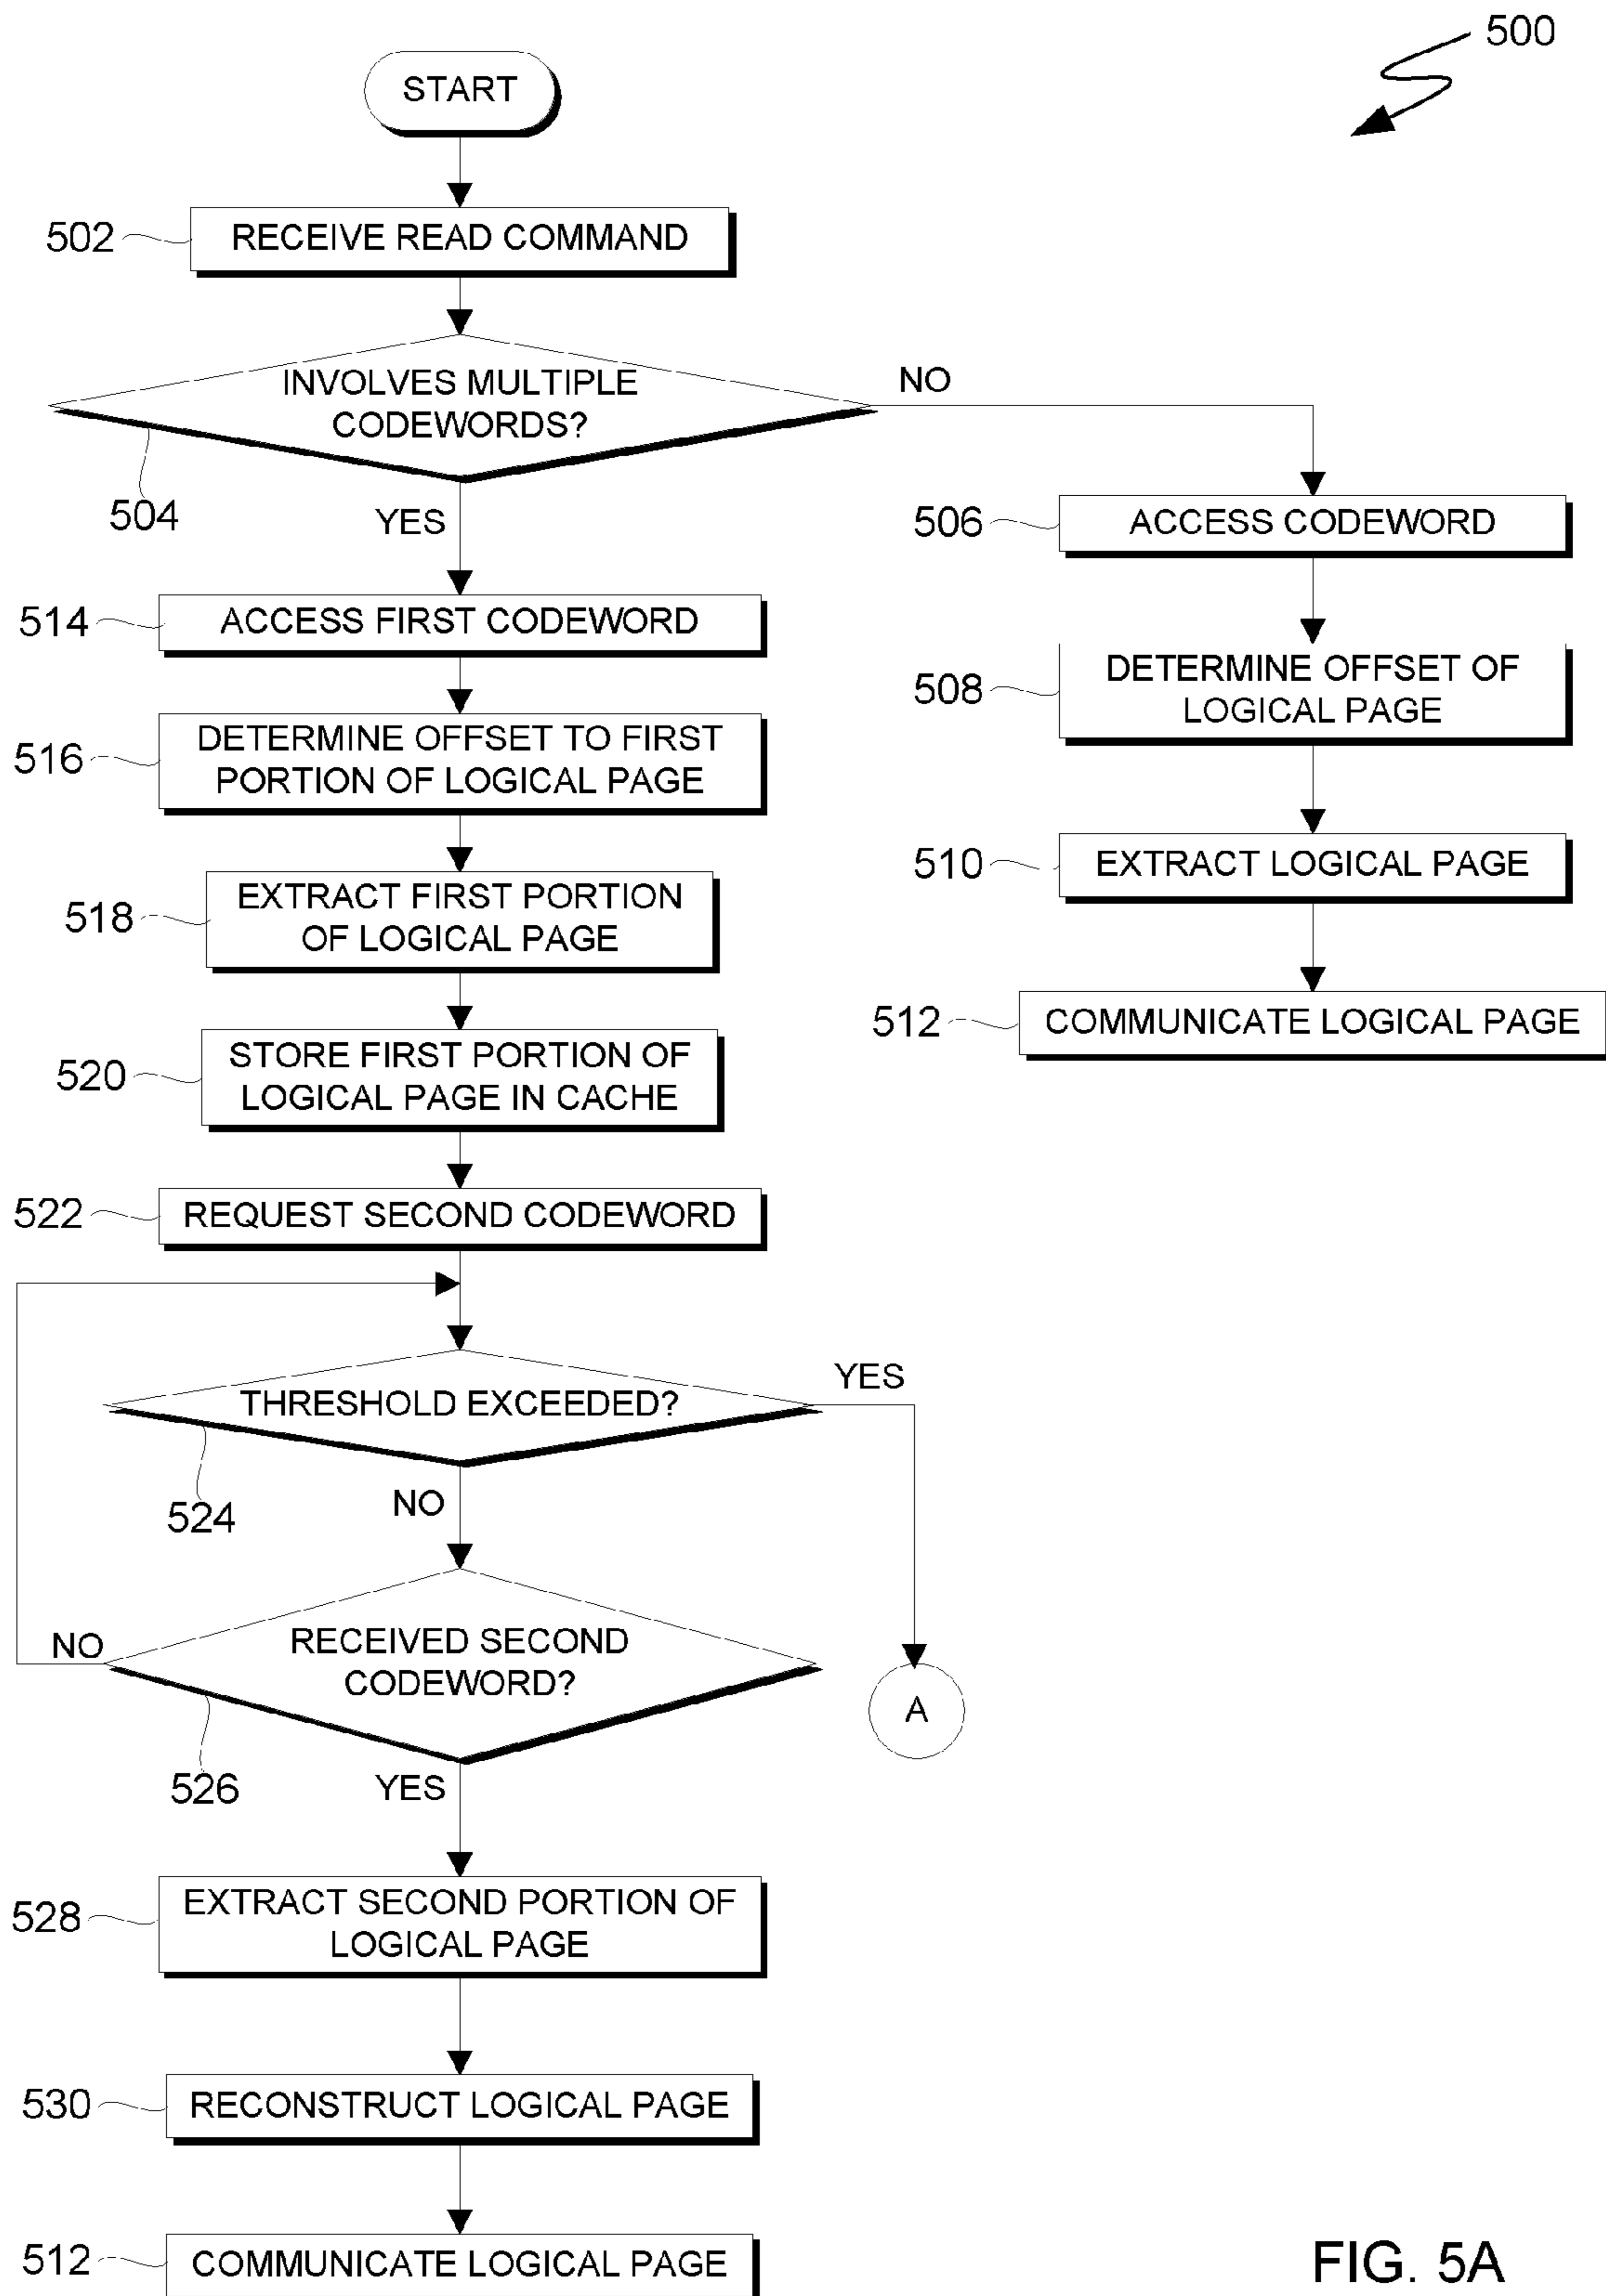 500
START
502
RECEIVE READ COMMAND
INVOLVES MULTIPLE
CODEWORDS?
NO
504
YES
506
ACCESS CODEWORD
514
ACCESS FIRST CODEWORD
508
DETERMINE OFFSET OF
LOGICAL PAGE
516
DETERMINE OFFSET TO FIRST
PORTION OF LOGICAL PAGE
510
EXTRACT LOGICAL PAGE
518
EXTRACT FIRST PORTION
OF LOGICAL PAGE
512
COMMUNICATE LOGICAL PAGE
520
STORE FIRST PORTION OF
LOGICAL PAGE IN CACHE
522
REQUEST SECOND CODEWORD
THRESHOLD EXCEEDED?
YES
524
NO
RECEIVED SECOND
CODEWORD?
NO
A
526
YES
528
EXTRACT SECOND PORTION OF
LOGICAL PAGE
530
RECONSTRUCT LOGICAL PAGE
512
COMMUNICATE LOGICAL PAGE
FIG. 5A